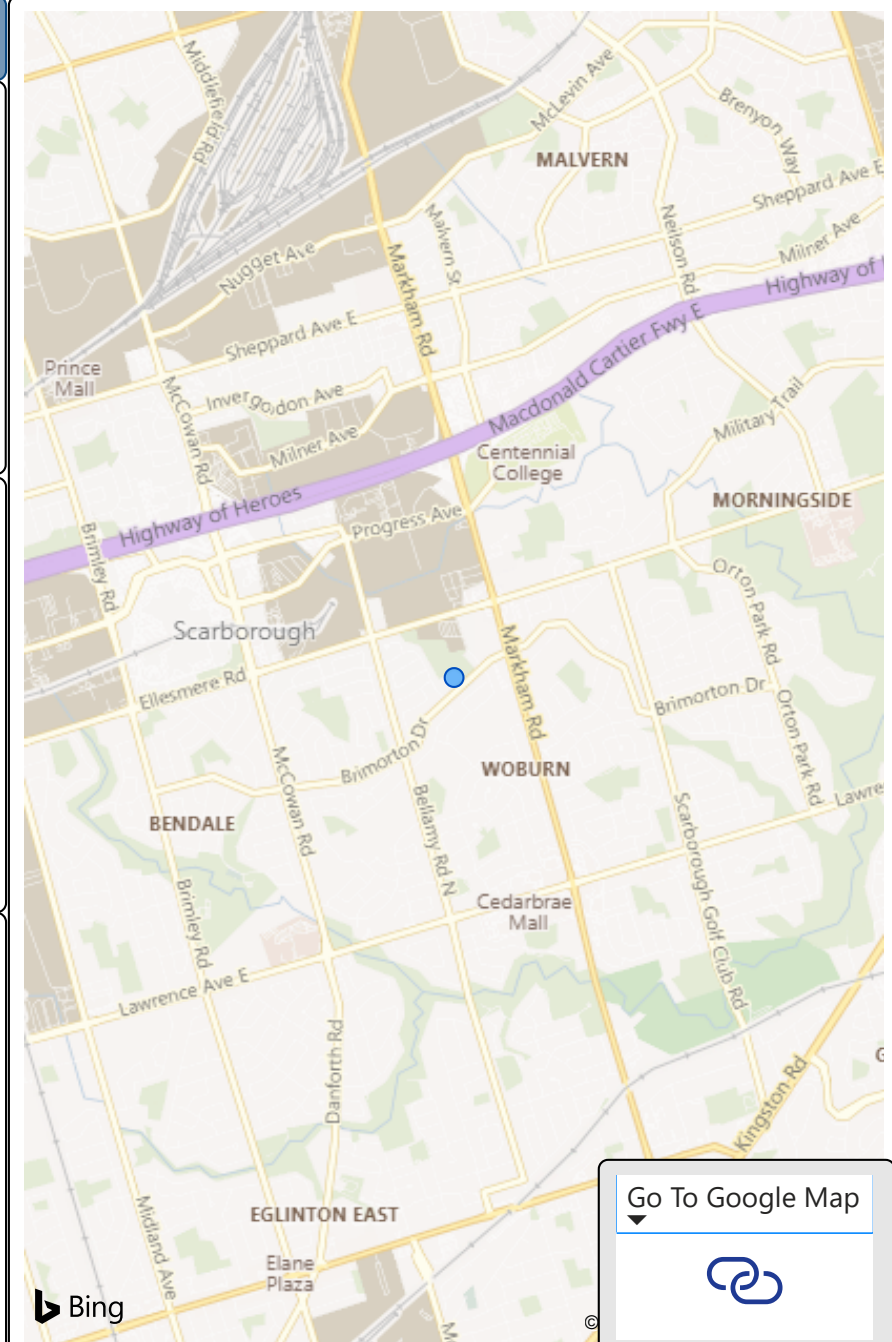 Middlefield Rd
McLevin Ave
Brenyon Way
MALVERN
Sheppard Ave E
Malvern St
Neilson Rd
Milner Ave
Nugget Ave
Markham Rd
Highway of
Sheppard Ave E
Macdonald Cartier Fwy E
Prince
Mall
McCowan Rd
Invergordon Ave
Military Trail
Milner Ave
Centennial
College
Highway of Heroes
MORNINGSIDE
Progress Ave
Brimley Rd
Orton Park Rd
Scarborough
Markham Rd
Ellesmere Rd
Brimorton Dr
Orton Park Rd
Brimorton Dr
McCowan Rd
WOBURN
Bellamy Rd N
Scarborough Golf Club Rd
Lawre
BENDALE
Brimley Rd
Cedarbrae
Mall
Lawrence Ave E
Danforth Rd
Kingston Rd
G
Midland Ave
EGLINTON EAST
Elane
Plaza
M
Go To Google Map
Bing
©